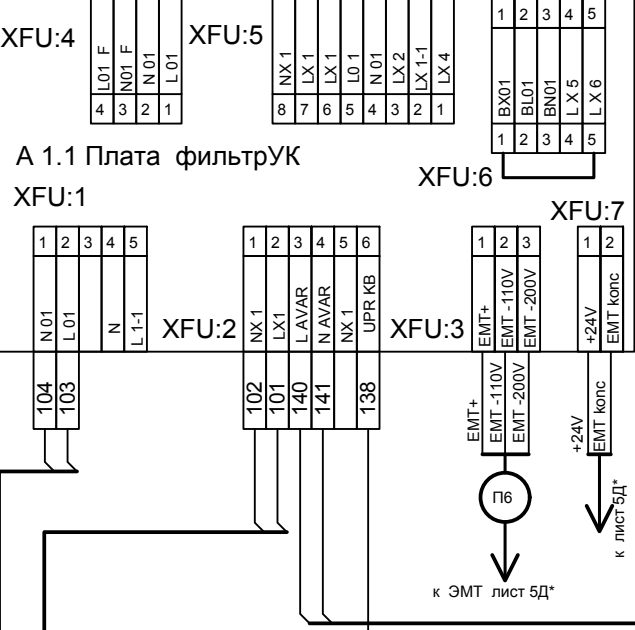 XFU:4
L01 F
N01 F
N 01
L 01
4 3 2 1
XFU:5
NX 1
LX 1
LX 1
L0 1
N 01
LX 2
LX 1-1
LX 4
8 7 6 5 4 3 2 1
1 2 3 4 5
BX01
BL01
BN01
L X 5
L X 6
1 2 3 4 5
XFU:6
А 1.1 Плата фильтрУК
XFU:1
1 2 3 4 5
N 01
L 01
N
L 1-1
104
103
XFU:2
1 2 3 4 5 6
NX 1
LX1
L AVAR
N AVAR
NX 1
UPR KB
102
101
140
141
138
XFU:3
1 2 3
EMT+
EMT -110V
EMT -200V
EMT+
EMT -110V
EMT -200V
П6
к ЭМТ лист 5Д*
XFU:7
1 2
+24V
EMT konc
+24V
EMT konc
к лист 5Д*